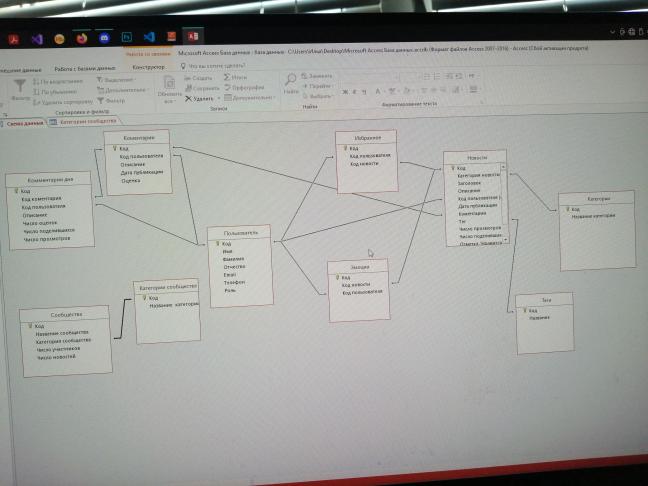 Работа со связями
Microsoft Access База данных : база данных - C:\Users\Ильи\Desktop\Microsoft Access База данных.accdb (Формат файлов Access 2007–2016) - Access (Сбой активации продукта)
Внешние данные
Работа с базами данных
Конструктор
Что вы хотите сделать?
Фильтр
По возрастанию
По убыванию
Удалить сортировку
Выделение
Дополнительно
Фильтр
Сортировка и фильтр
Обновить все
Создать
Сохранить
Удалить
Итоги
Орфография
Дополнительно
Записи
Найти
Заменить
Перейти
Выбрать
Найти
Ж К Ч
Форматирование текста
Схема данных
Категории сообщества
Комментарии дня
Код
Код коментария
Код пользователя
Описание
Число оценок
Число поделившихся
Число просмотров
Коментарии
Код
Код пользователя
Описание
Дата публикации
Оценка
Избранное
Код
Код пользователя
Код новости
Новости
Код
Категория новости
Заголовок
Описание
Код пользователя
Дата публикации
Коментарии
Тег
Число просмотров
Число поделивших
Категории
Код
Название категории
Пользователь
Код
Имя
Фамилия
Отчество
Email
Телефон
Роль
Эмоции
Код
Код новости
Код пользователя
Теги
Код
Название
Категории сообщества
Код
Название категории
Сообщества
Код
Название сообщества
Категория сообщества
Число участников
Число новостей